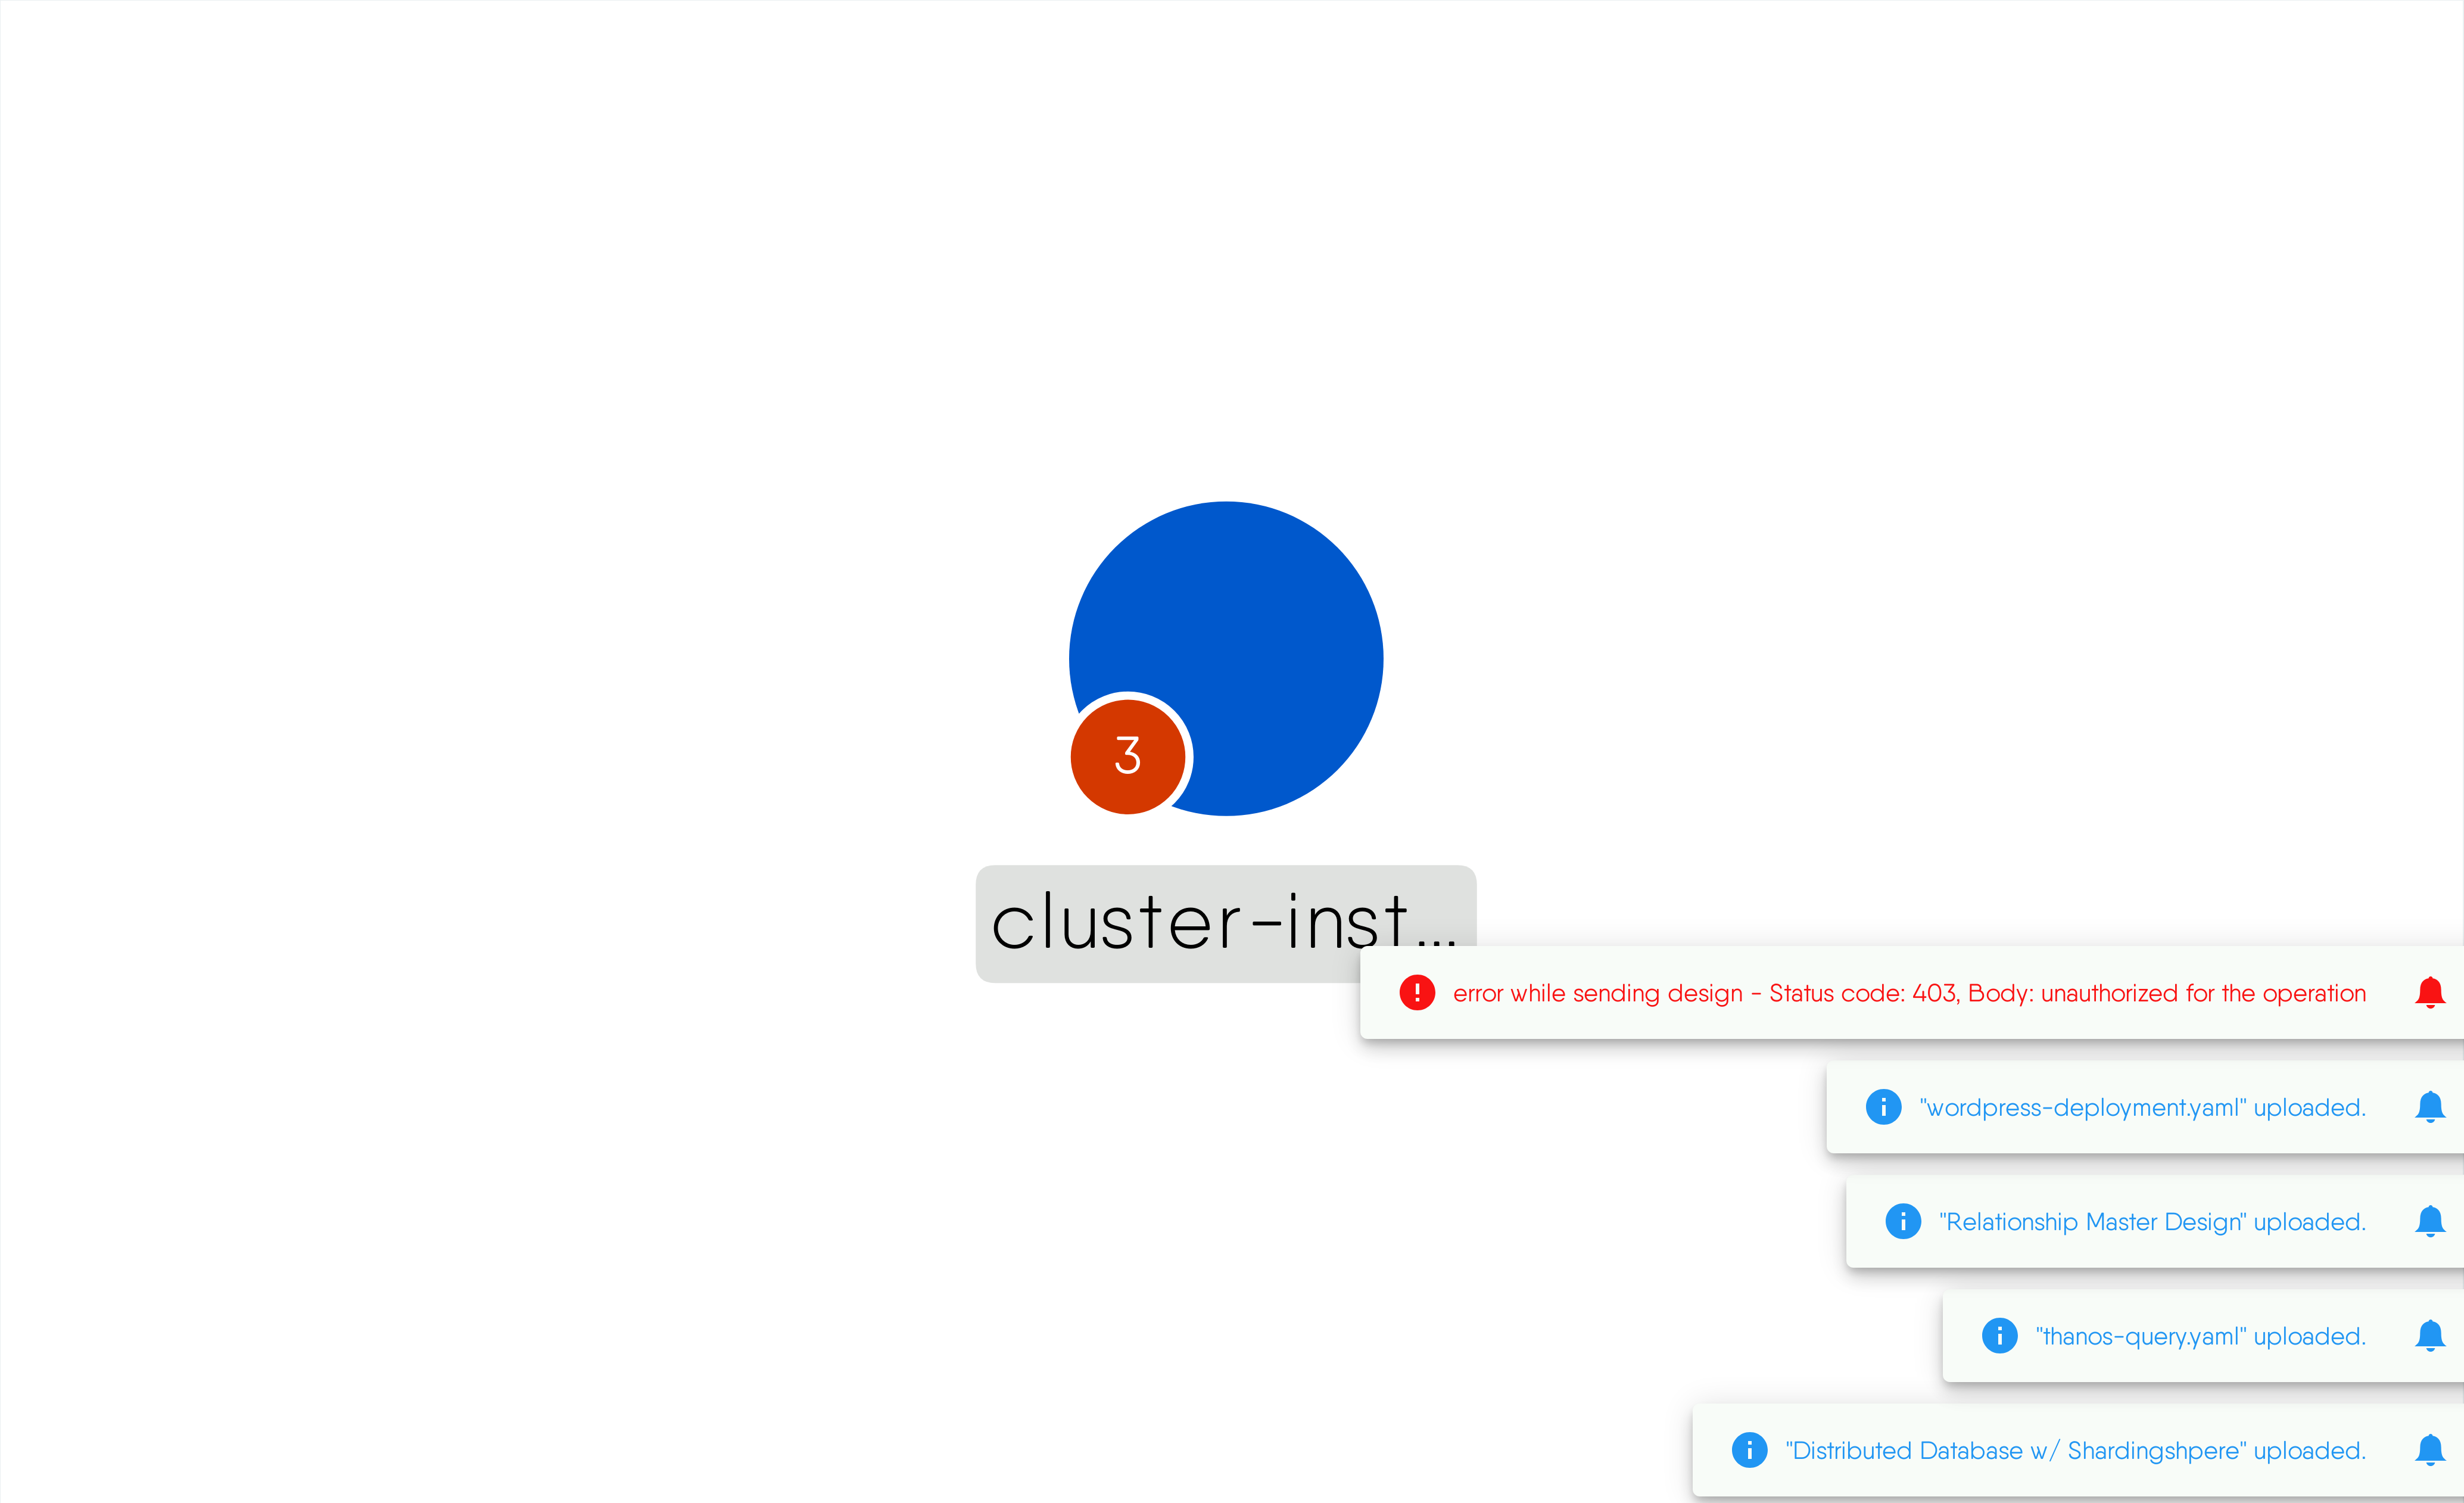 3
cluster-inst...
error while sending design - Status code: 403, Body: unauthorized for the operation
"wordpress-deployment.yaml" uploaded.
"Relationship Master Design" uploaded.
"thanos-query.yaml" uploaded.
"Distributed Database w/ Shardingshpere" uploaded.